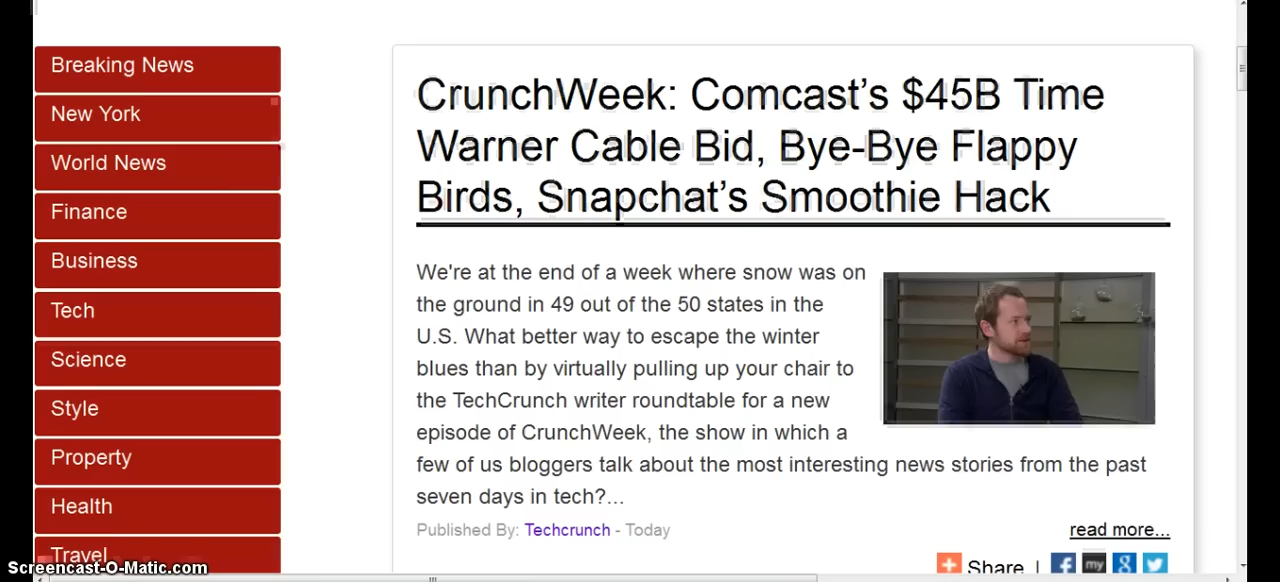 Breaking News
New York
World News
Finance
Business
Tech
Science
Style
Property
Health
Travel
CrunchWeek: Comcast’s $45B Time
Warner Cable Bid, Bye-Bye Flappy
Birds, Snapchat’s Smoothie Hack
We're at the end of a week where snow was on
the ground in 49 out of the 50 states in the
U.S. What better way to escape the winter
blues than by virtually pulling up your chair to
the TechCrunch writer roundtable for a new
episode of CrunchWeek, the show in which a
few of us bloggers talk about the most interesting news stories from the past
seven days in tech?...
Published By: Techcrunch - Today
read more...
Share |
my
Screencast-O-Matic.com